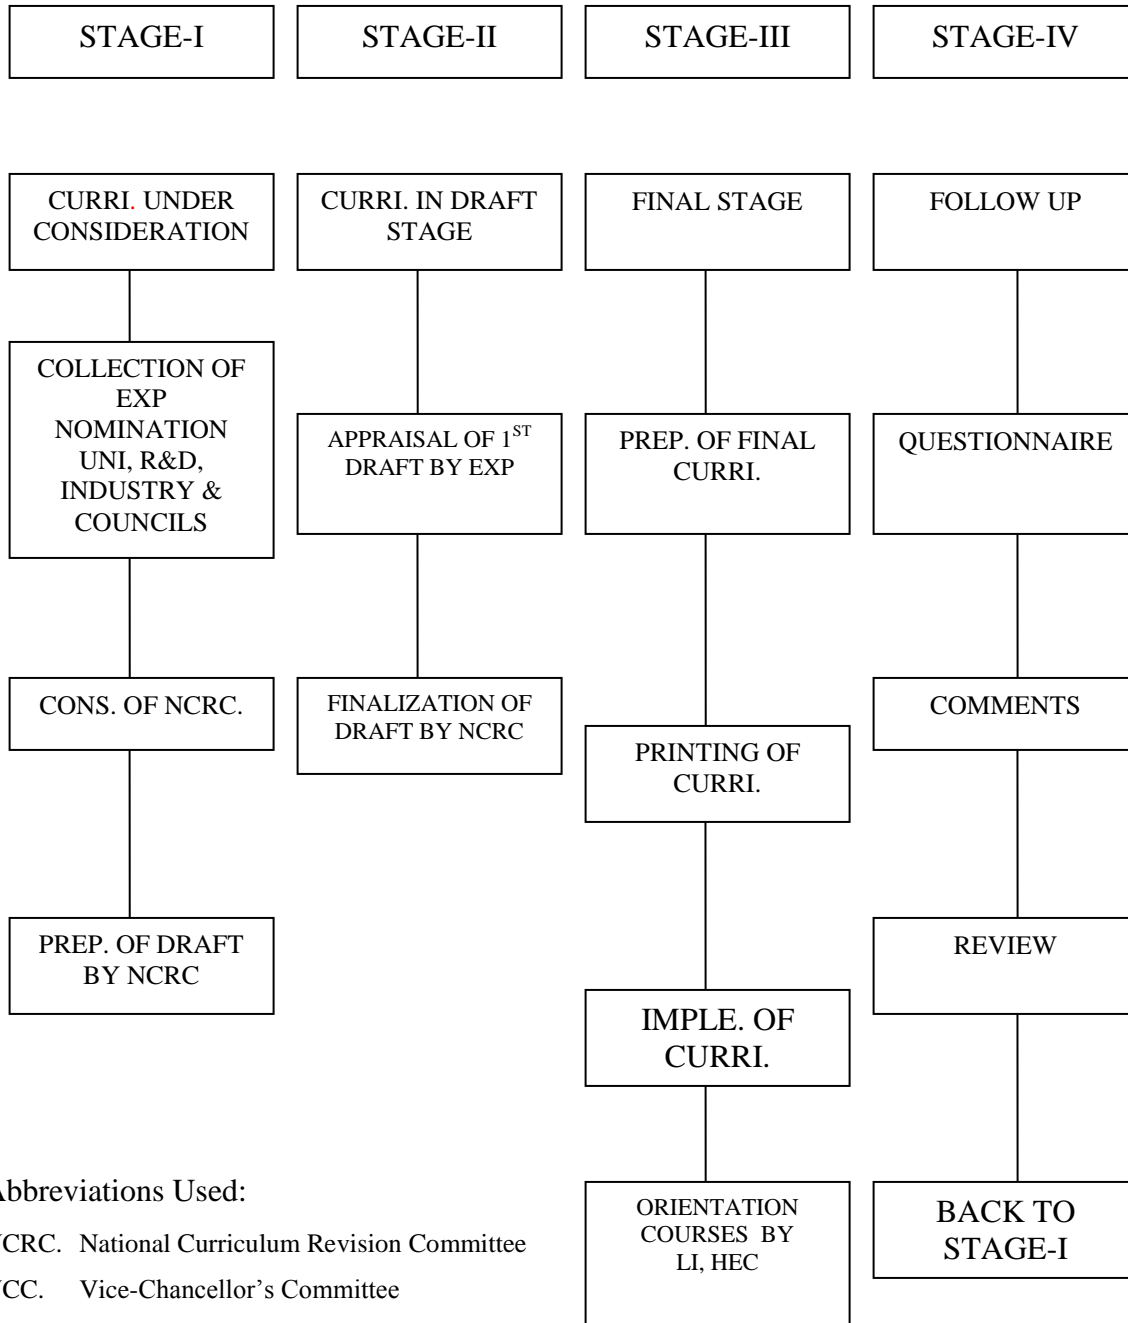 STAGE-I
STAGE-II
STAGE-III
STAGE-IV
CURRI. UNDER
CONSIDERATION
CURRI. IN DRAFT
STAGE
FINAL STAGE
FOLLOW UP
COLLECTION OF
EXP
NOMINATION
UNI, R&D,
INDUSTRY &
COUNCILS
APPRAISAL OF 1ST
DRAFT BY EXP
PREP. OF FINAL
CURRI.
QUESTIONNAIRE
CONS. OF NCRC.
FINALIZATION OF
DRAFT BY NCRC
PRINTING OF
CURRI.
COMMENTS
PREP. OF DRAFT
BY NCRC
IMPLE. OF
CURRI.
REVIEW
ORIENTATION
COURSES BY
LI, HEC
BACK TO
STAGE-I
Abbreviations Used:
NCRC. National Curriculum Revision Committee
VCC. Vice-Chancellor's Committee